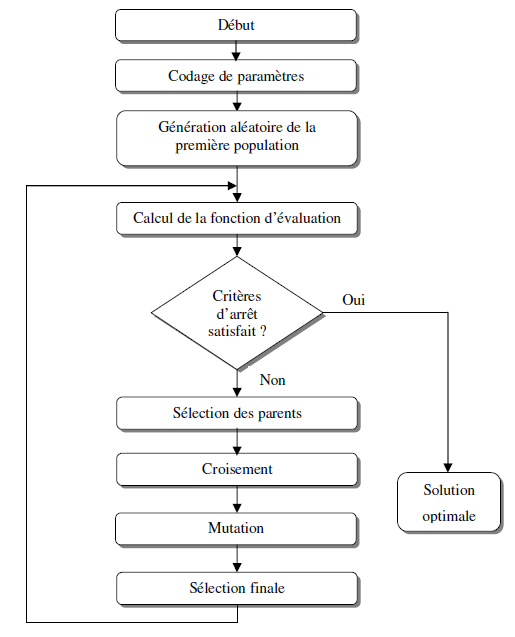 Début
Codage de paramètres
Génération aléatoire de la
première population
Calcul de la fonction d'évaluation
Critères
d'arrêt
satisfait ?
Oui
Non
Sélection des parents
Croisement
Mutation
Sélection finale
Solution
optimale